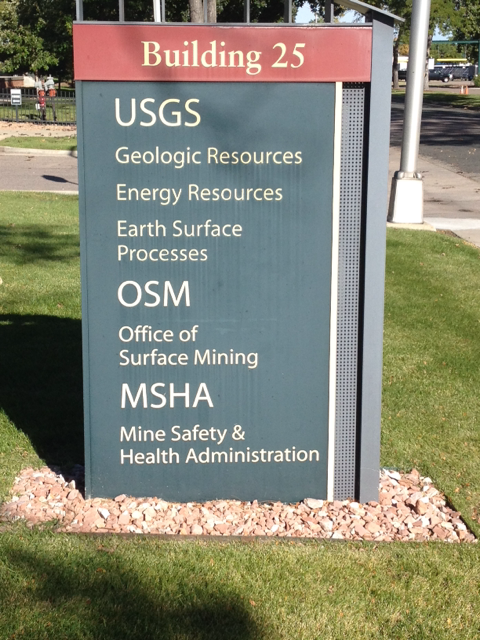 Building 25
USGS
Geologic Resources
Energy Resources
Earth Surface
Processes
OSM
Office of
Surface Mining
MSHA
Mine Safety &
Health Administration